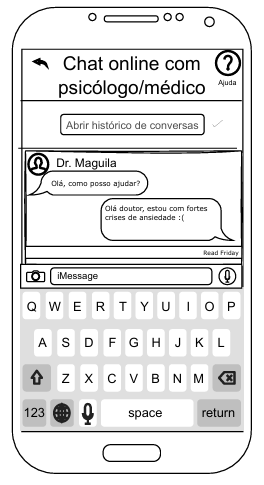 Chat online com
psicólogo/médico
Ajuda
Abrir histórico de conversas
Dr. Maguila
Olá, como posso ajudar?
Olá doutor, estou com fortes
crises de ansiedade :(
Read Friday
iMessage
Q W E R T Y U I O P
A S D F G H J K L
Z X C V B N M
123 space return